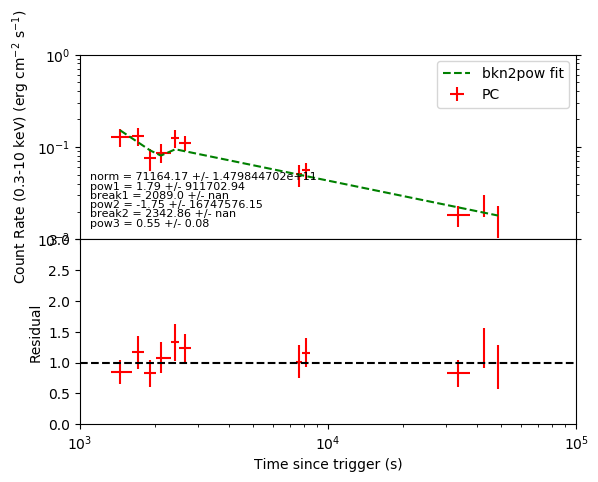 Count Rate (0.3-10 keV) (erg cm⁻² s⁻¹)
10⁰
10⁻¹
bkn2pow fit
PC
norm = 71164.17 +/- 1.479844702e+11
pow1 = 1.79 +/- 911702.94
break1 = 2089.0 +/- nan
pow2 = -1.75 +/- 16747576.15
break2 = 2342.86 +/- nan
pow3 = 0.55 +/- 0.08
10⁻²
Residual
3.0
2.5
2.0
1.5
1.0
0.5
0.0
10³
10⁴
10⁵
Time since trigger (s)